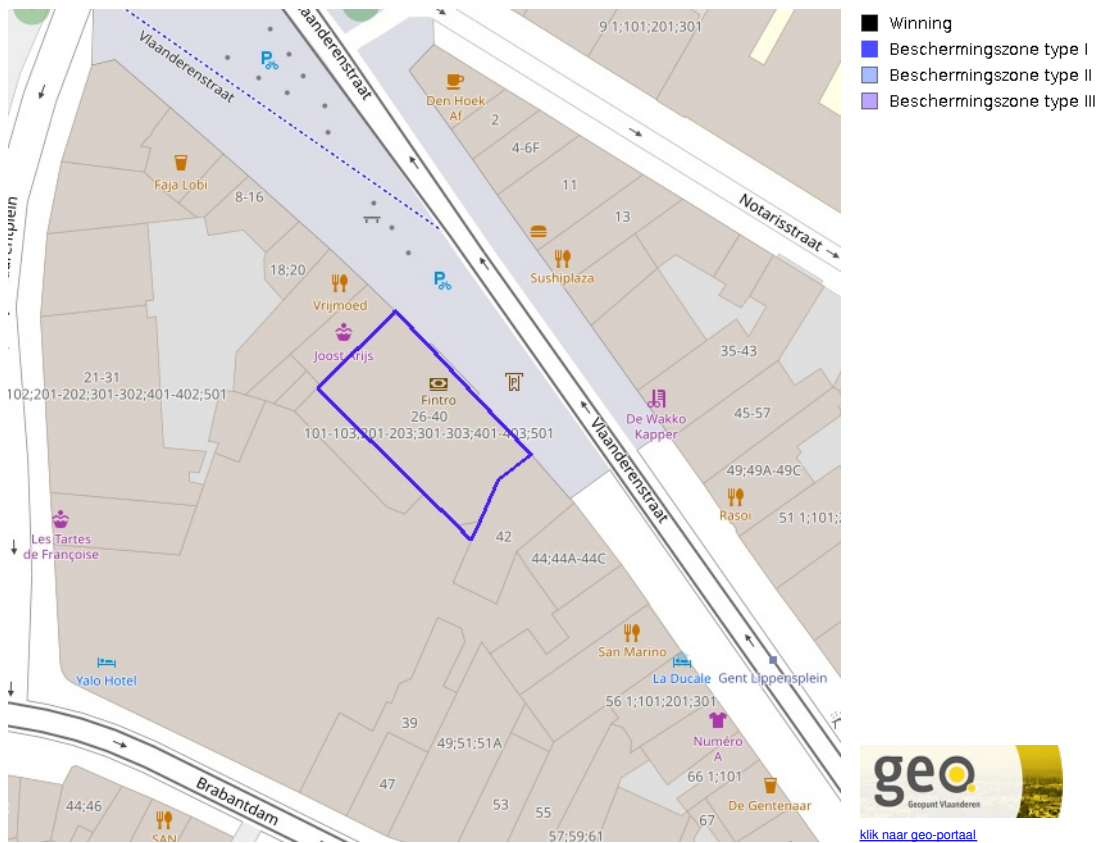 Vlaanderenstraat
Vlaanderenstraat
9 1;101;201;301
Den Hoek
Af
2
4-6F
11
13
Notarisstraat
Faja Lobi
8-16
18;20
Sushiplaza
Vrijmoed
Joost Arijs
35-43
21-31
102;201-202;301-302;401-402;501
Fintro
26-40
101-103;201-203;301-303;401-403;501
De Wakko
Kapper
45-57
Vlaanderenstraat
49;49A-49C
Rasoi
51 1;101;
Les Tartes
de Françoise
42
44;44A-44C
San Marino
Yalo Hotel
La Ducale
Gent Lippensplein
56 1;101;201;301
39
49;51;51A
Numéro
A
47
66 1;101
De Gentenaar
Brabantdam
44;46
53
55
67
SAN
57;59;61
Winning
Beschermingszone type I
Beschermingszone type II
Beschermingszone type III
geo.
Geopunt Vlaanderen
klik naar geo-portaal